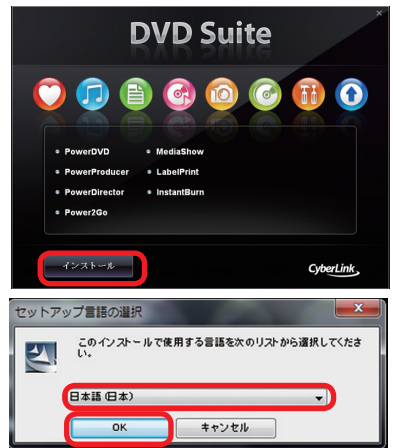 DVD Suite
PowerDVD
MediaShow
PowerProducer
LabelPrint
PowerDirector
InstantBurn
Power2Go
インストール
CyberLink
セットアップ言語の選択
このインストールで使用する言語を次のリストから選択してくださ
い。
日本語 (日本)
OK
キャンセル